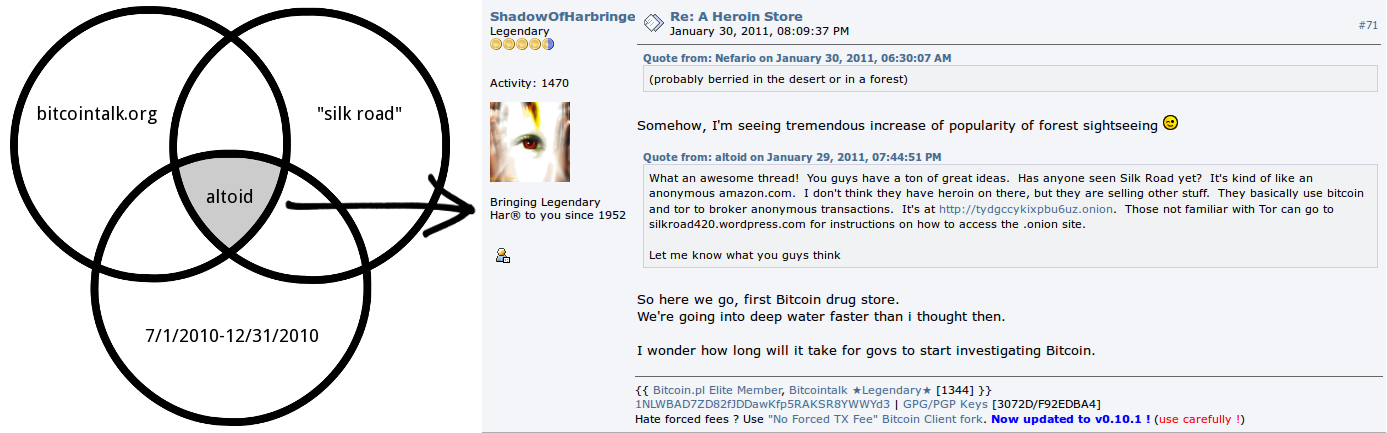 bitcointalk.org
"silk road"
altoid
7/1/2010-12/31/2010
ShadowOfHarbringe
Legendary
Activity: 1470
Bringing Legendary
Har® to you since 1952
Re: A Heroin Store
January 30, 2011, 08:09:37 PM
#71
Quote from: Nefario on January 30, 2011, 06:30:07 AM
(probably berried in the desert or in a forest)
Somehow, I'm seeing tremendous increase of popularity of forest sightseeing
Quote from: altoid on January 29, 2011, 07:44:51 PM
What an awesome thread!  You guys have a ton of great ideas.  Has anyone seen Silk Road yet?  It's kind of like an
anonymous amazon.com.  I don't think they have heroin on there, but they are selling other stuff.  They basically use bitcoin
and tor to broker anonymous transactions.  It's at http://tydgccykixpbu6uz.onion.  Those not familiar with Tor can go to
silkroad420.wordpress.com for instructions on how to access the .onion site.
Let me know what you guys think
So here we go, first Bitcoin drug store.
We're going into deep water faster than i thought then.
I wonder how long will it take for govs to start investigating Bitcoin.
{{ Bitcoin.pl Elite Member, Bitcointalk ★Legendary★ [1344] }}
1NLWBAD7ZD82fJDDawKfp5RAKSR8YWWYd3 | GPG/PGP Keys [3072D/F92EDBA4]
Hate forced fees ? Use "No Forced TX Fee" Bitcoin Client fork. Now updated to v0.10.1 ! (use carefully !)